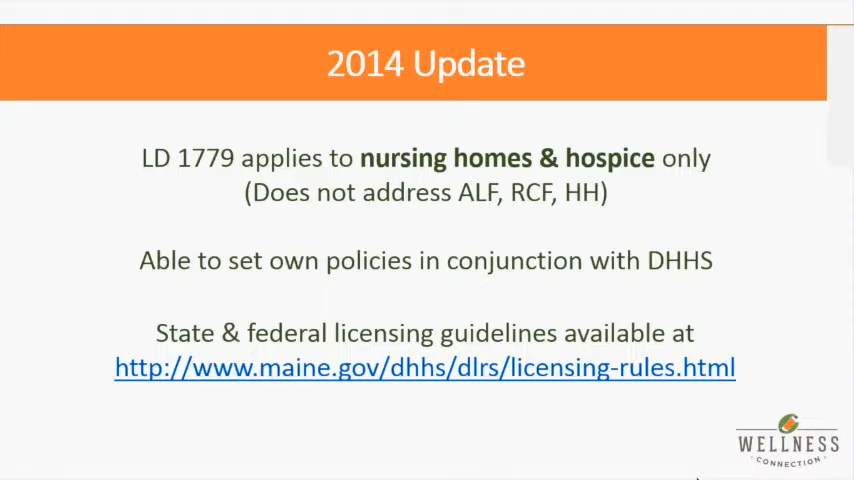 2014 Update
LD 1779 applies to nursing homes & hospice only
(Does not address ALF, RCF, HH)
Able to set own policies in conjunction with DHHS
State & federal licensing guidelines available at
http://www.maine.gov/dhhs/dlrs/licensing-rules.html
WELLNESS
CONNECTION